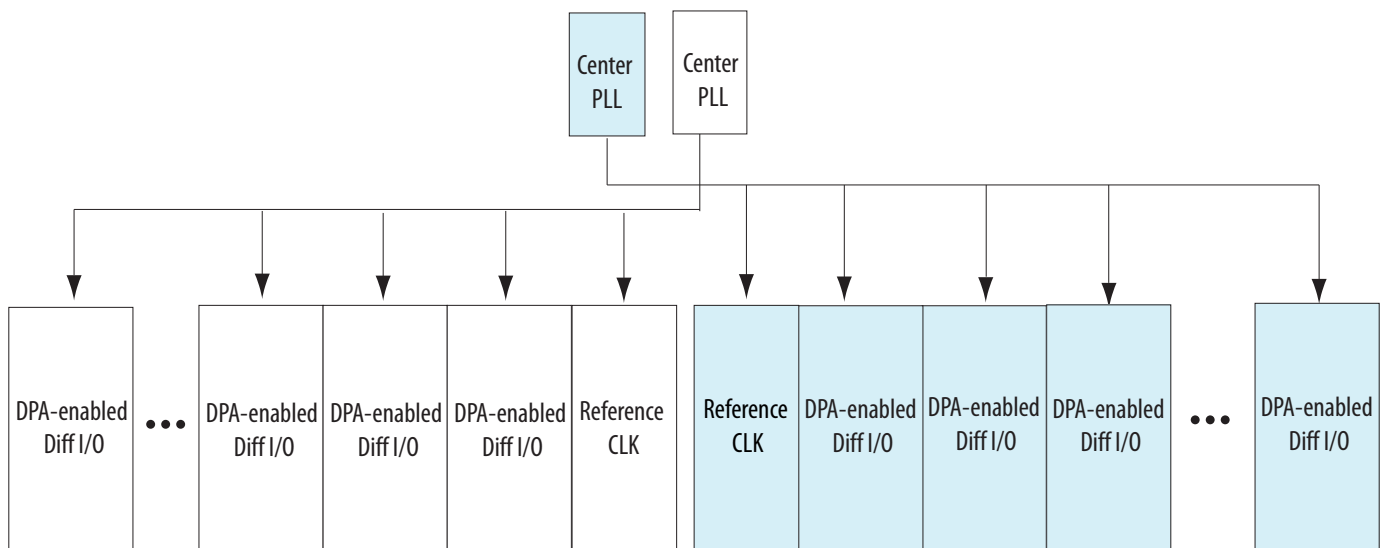 Center
PLL
Center
PLL
DPA-enabled
Diff I/O
•••
DPA-enabled
Diff I/O
DPA-enabled
Diff I/O
DPA-enabled
Diff I/O
Reference
CLK
Reference
CLK
DPA-enabled
Diff I/O
DPA-enabled
Diff I/O
DPA-enabled
Diff I/O
•••
DPA-enabled
Diff I/O